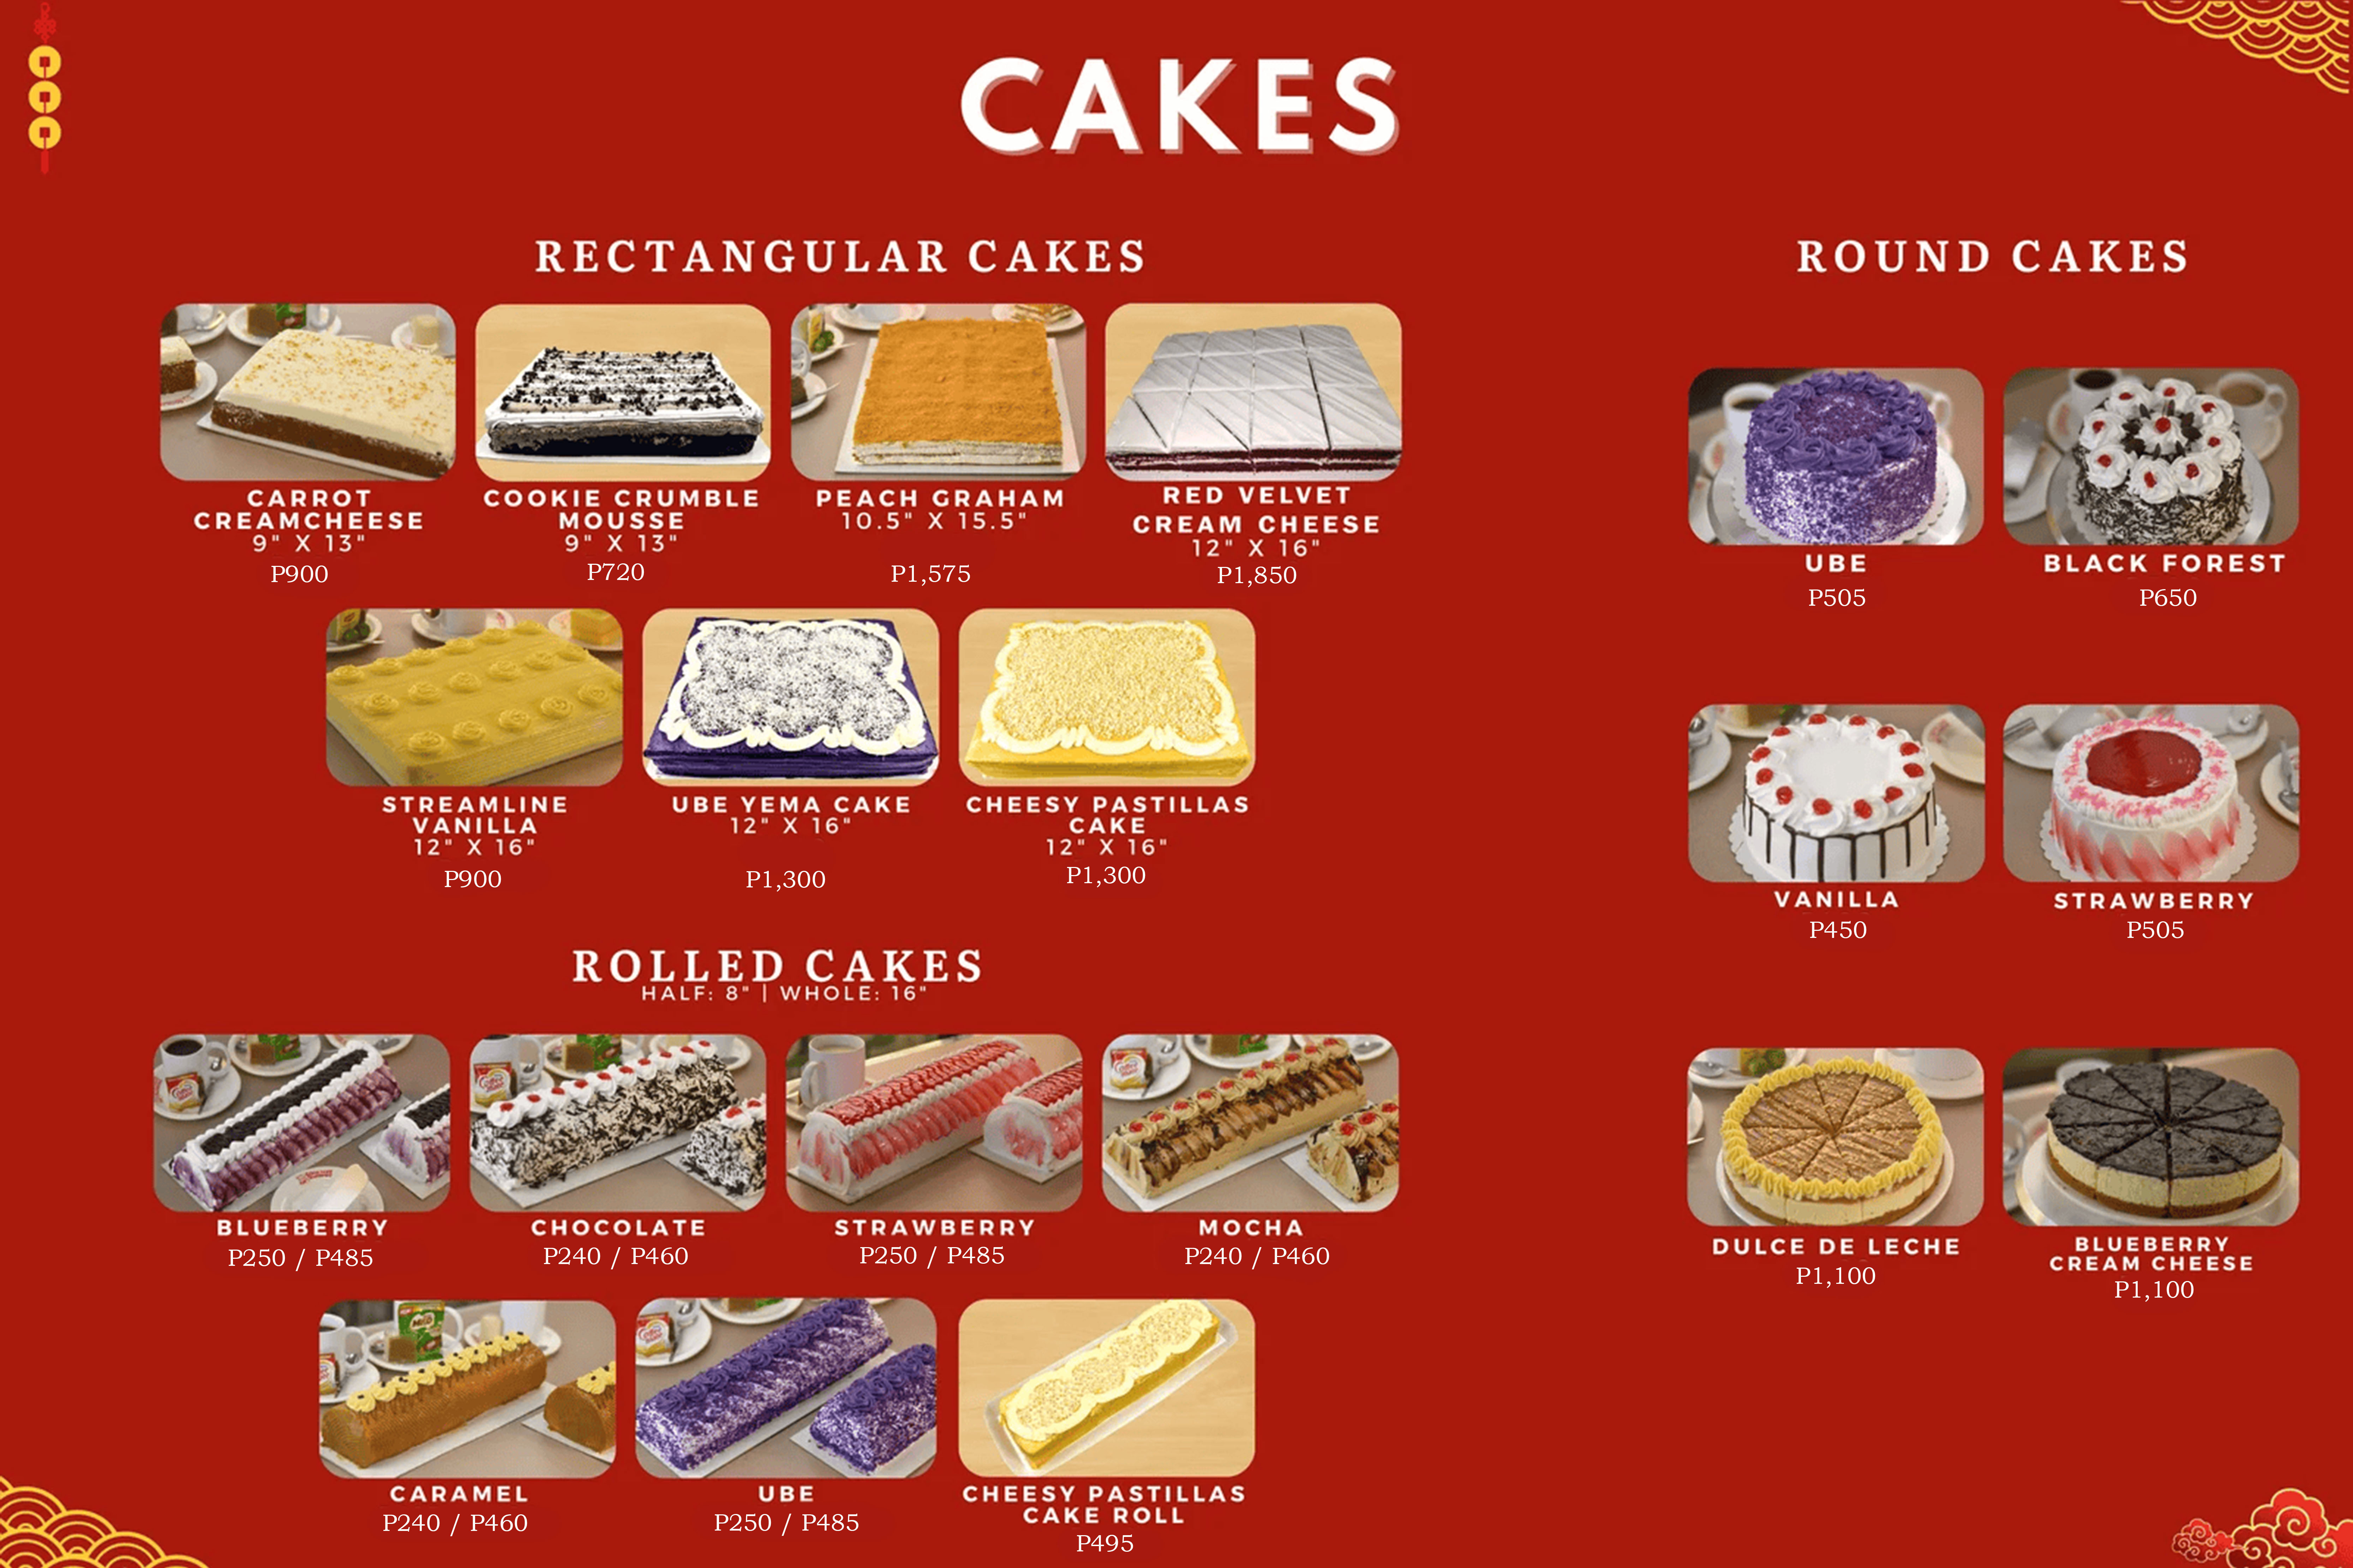 CAKES
RECTANGULAR CAKES
CARROT
CREAMCHEESE
9" X 13"
P900
COOKIE CRUMBLE
MOUSSE
9" X 13"
P720
PEACH GRAHAM
10.5" X 15.5"
P1,575
RED VELVET
CREAM CHEESE
12" X 16"
P1,850
STREAMLINE
VANILLA
12" X 16"
P900
UBE YEMA CAKE
12" X 16"
P1,300
CHEESY PASTILLAS
CAKE
12" X 16"
P1,300
ROLLED CAKES
HALF: 8" | WHOLE: 16"
BLUEBERRY
P250 / P485
CHOCOLATE
P240 / P460
STRAWBERRY
P250 / P485
MOCHA
P240 / P460
CARAMEL
P240 / P460
UBE
P250 / P485
CHEESY PASTILLAS
CAKE ROLL
P495
ROUND CAKES
UBE
P505
BLACK FOREST
P650
VANILLA
P450
STRAWBERRY
P505
DULCE DE LECHE
P1,100
BLUEBERRY
CREAM CHEESE
P1,100